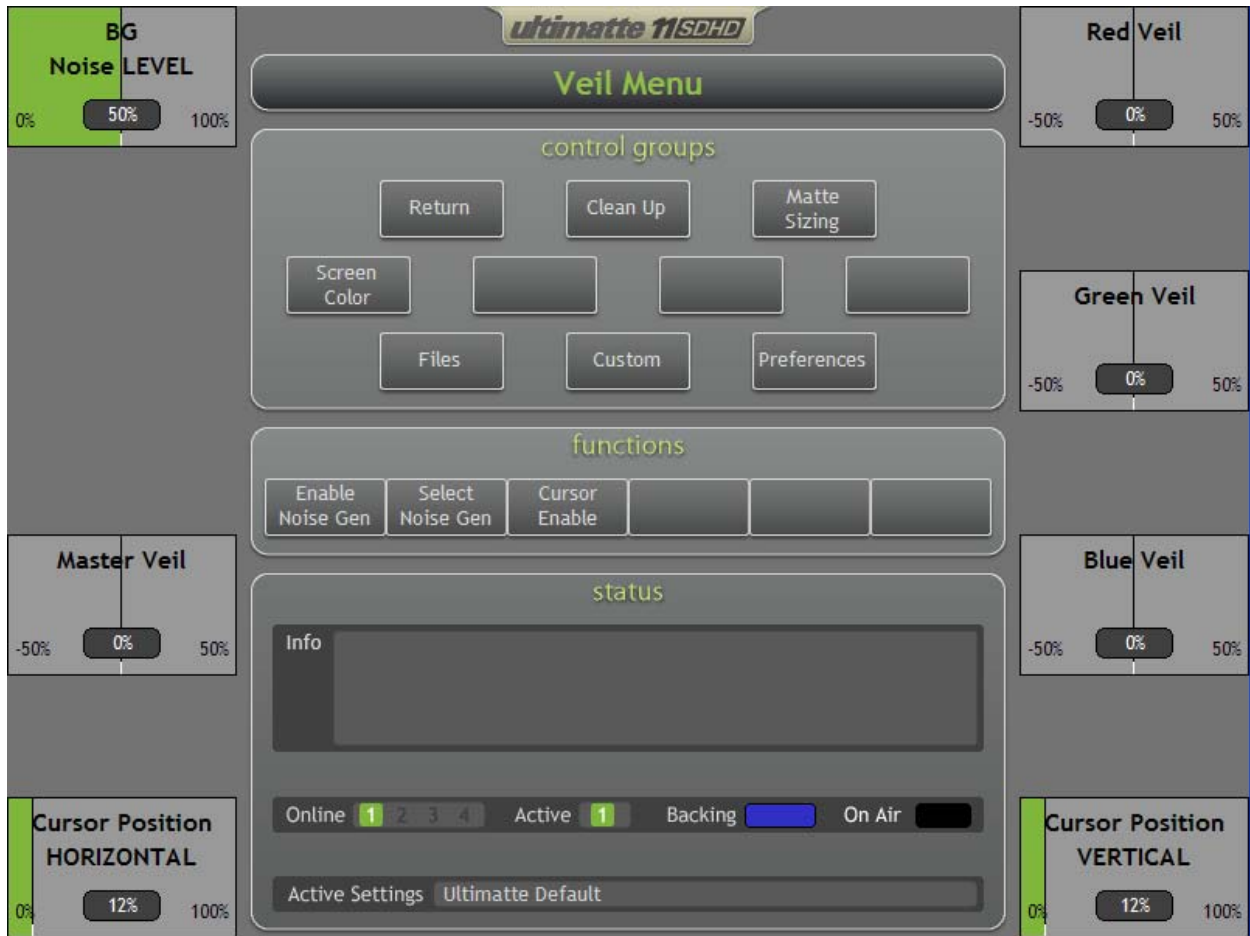 ultimatte 11 SDHD
Veil Menu
BG
Noise LEVEL
0% 50% 100%
Red Veil
-50% 0% 50%
control groups
Return Clean Up Matte
Sizing
Screen
Color
Files Custom Preferences
Green Veil
-50% 0% 50%
functions
Enable
Noise Gen
Select
Noise Gen
Cursor
Enable
Master Veil
-50% 0% 50%
Blue Veil
-50% 0% 50%
status
Info
Online 1 2 3 4 Active 1 Backing On Air
Active Settings Ultimatte Default
Cursor Position
HORIZONTAL
0% 12% 100%
Cursor Position
VERTICAL
0% 12% 100%